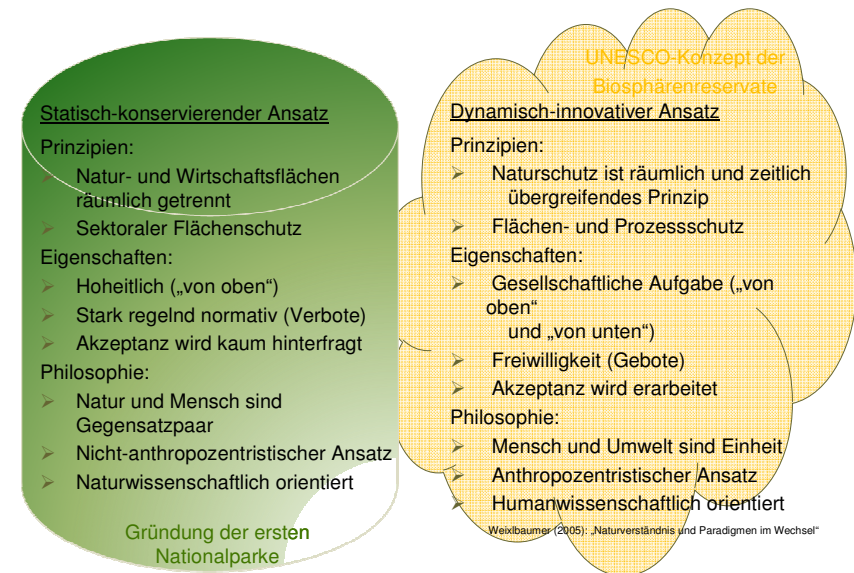 Statisch-konservierender Ansatz
Prinzipien:
➢ Natur- und Wirtschaftsflächen
räumlich getrennt
➢ Sektoraler Flächenschutz
Eigenschaften:
➢ Hoheitlich („von oben“)
➢ Stark regelnd normativ (Verbote)
➢ Akzeptanz wird kaum hinterfragt
Philosophie:
➢ Natur und Mensch sind
Gegensatzpaar
➢ Nicht-anthropozentristischer Ansatz
➢ Naturwissenschaftlich orientiert
Gründung der ersten
Nationalparke
UNESCO-Konzept der
Biosphärenreservate
Dynamisch-innovativer Ansatz
Prinzipien:
➢ Naturschutz ist räumlich und zeitlich
übergreifendes Prinzip
➢ Flächen- und Prozessschutz
Eigenschaften:
➢ Gesellschaftliche Aufgabe („von
oben“
und „von unten“)
➢ Freiwilligkeit (Gebote)
➢ Akzeptanz wird erarbeitet
Philosophie:
➢ Mensch und Umwelt sind Einheit
➢ Anthropozentristischer Ansatz
➢ Humanwissenschaftlich orientiert
Weixlbaumer (2005): „Naturverständnis und Paradigmen im Wechsel“